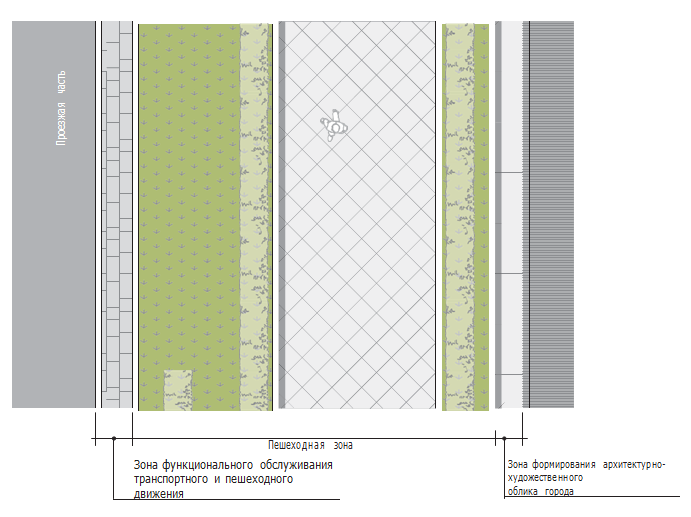 Проезжая часть
Пешеходная зона
Зона функционального обслуживания
транспортного и пешеходного
движения
Зона формирования архитектурно-
художественного
облика города